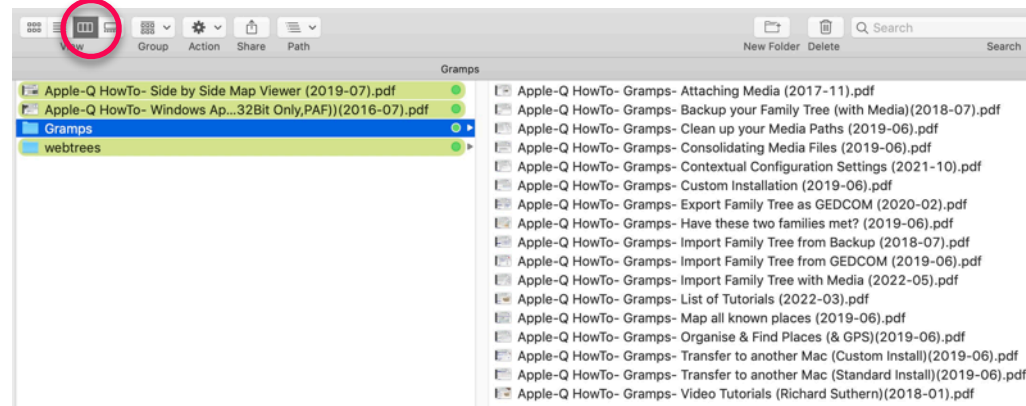 Search
View
Group
Action
Share
Path
New Folder
Delete
Search
Gramps
Apple-Q HowTo- Side by Side Map Viewer (2019-07).pdf
Apple-Q HowTo- Windows Ap...32Bit Only,PAF))(2016-07).pdf
Gramps
webtrees
Apple-Q HowTo- Gramps- Attaching Media (2017-11).pdf
Apple-Q HowTo- Gramps- Backup your Family Tree (with Media)(2018-07).pdf
Apple-Q HowTo- Gramps- Clean up your Media Paths (2019-06).pdf
Apple-Q HowTo- Gramps- Consolidating Media Files (2019-06).pdf
Apple-Q HowTo- Gramps- Contextual Configuration Settings (2021-10).pdf
Apple-Q HowTo- Gramps- Custom Installation (2019-06).pdf
Apple-Q HowTo- Gramps- Export Family Tree as GEDCOM (2020-02).pdf
Apple-Q HowTo- Gramps- Have these two families met? (2019-06).pdf
Apple-Q HowTo- Gramps- Import Family Tree from Backup (2018-07).pdf
Apple-Q HowTo- Gramps- Import Family Tree from GEDCOM (2019-06).pdf
Apple-Q HowTo- Gramps- Import Family Tree with Media (2022-05).pdf
Apple-Q HowTo- Gramps- List of Tutorials (2022-03).pdf
Apple-Q HowTo- Gramps- Map all known places (2019-06).pdf
Apple-Q HowTo- Gramps- Organise & Find Places (& GPS)(2019-06).pdf
Apple-Q HowTo- Gramps- Transfer to another Mac (Custom Install)(2019-06).pdf
Apple-Q HowTo- Gramps- Transfer to another Mac (Standard Install)(2019-06).pdf
Apple-Q HowTo- Gramps- Video Tutorials (Richard Suthern)(2018-01).pdf